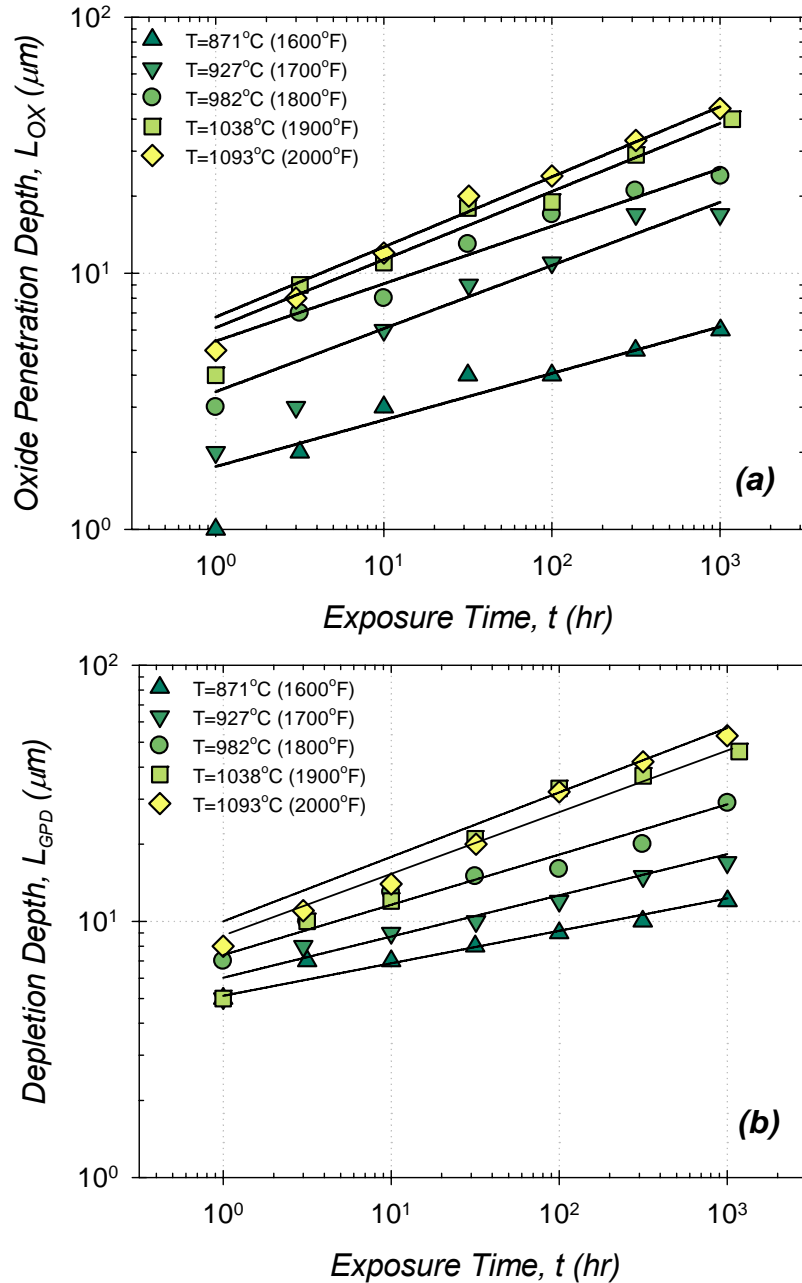 10²
T=871°C (1600°F)
T=927°C (1700°F)
T=982°C (1800°F)
T=1038°C (1900°F)
T=1093°C (2000°F)
Oxide Penetration Depth, L_OX (μm)
10¹
(a)
10⁰
10⁰ 10¹ 10² 10³
Exposure Time, t (hr)
10²
T=871°C (1600°F)
T=927°C (1700°F)
T=982°C (1800°F)
T=1038°C (1900°F)
T=1093°C (2000°F)
Depletion Depth, L_GPD (μm)
10¹
(b)
10⁰
10⁰ 10¹ 10² 10³
Exposure Time, t (hr)